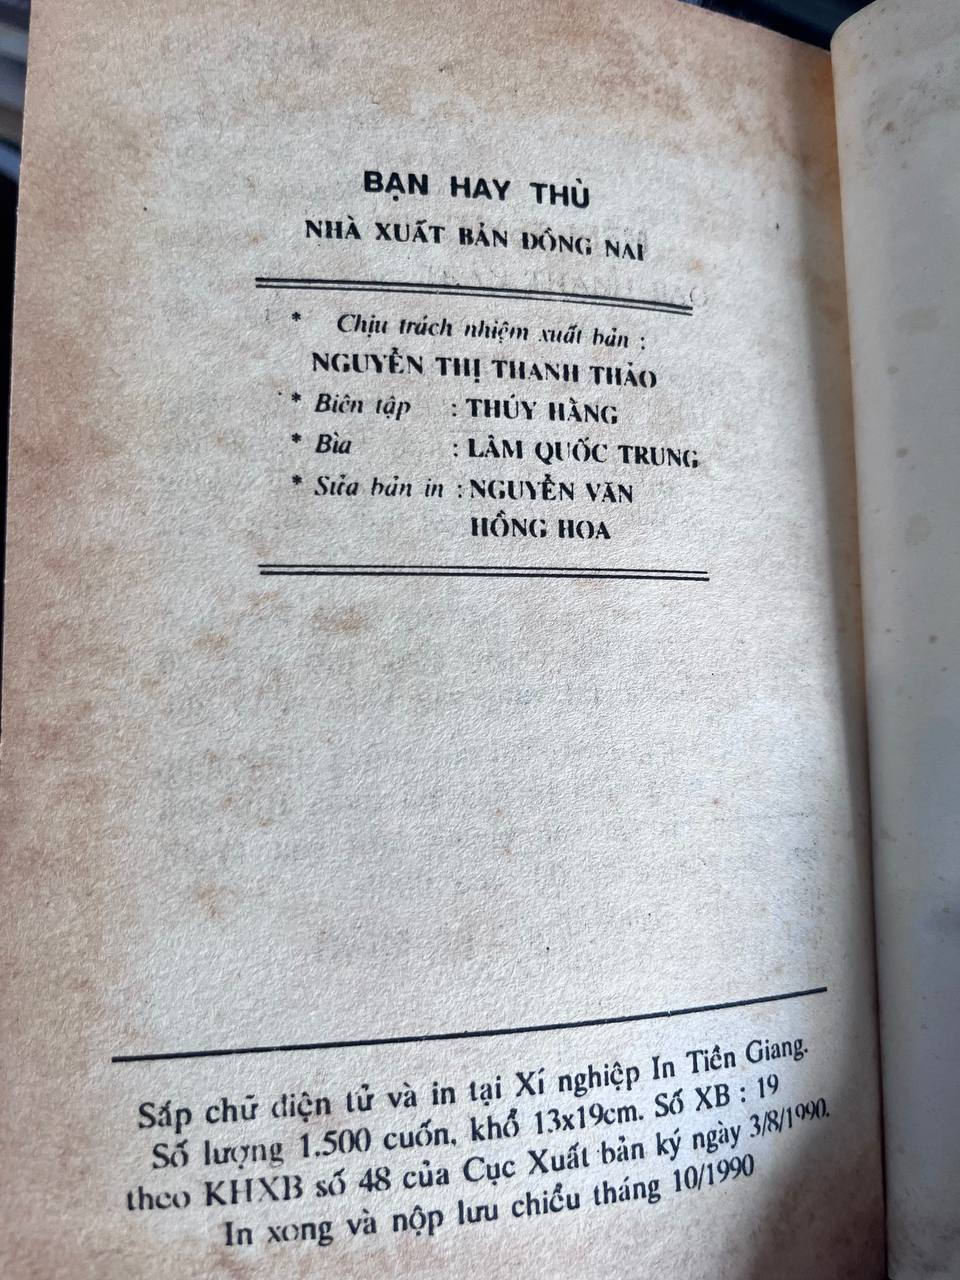 BẠN HAY THÙ
NHÀ XUẤT BẢN ĐỒNG NAI
* Chịu trách nhiệm xuất bản :
NGUYỄN THỊ THANH THẢO
* Biên tập : THÚY HẰNG
* Bìa : LÂM QUỐC TRUNG
* Sửa bản in : NGUYỄN VĂN
HỒNG HOA
Sắp chữ điện tử và in tại Xí nghiệp In Tiền Giang.
Số lượng 1.500 cuốn, khổ 13x19cm. Số XB : 19
theo KHXB số 48 của Cục Xuất bản ký ngày 3/8/1990.
In xong và nộp lưu chiểu tháng 10/1990